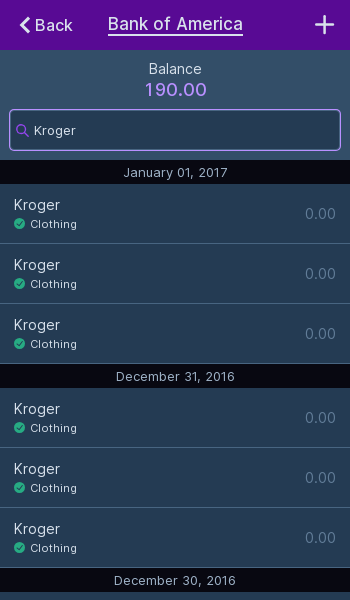 Back
Bank of America
Balance
190.00
Kroger
January 01, 2017
Kroger
0.00
Clothing
Kroger
0.00
Clothing
Kroger
0.00
Clothing
December 31, 2016
Kroger
0.00
Clothing
Kroger
0.00
Clothing
Kroger
0.00
Clothing
December 30, 2016